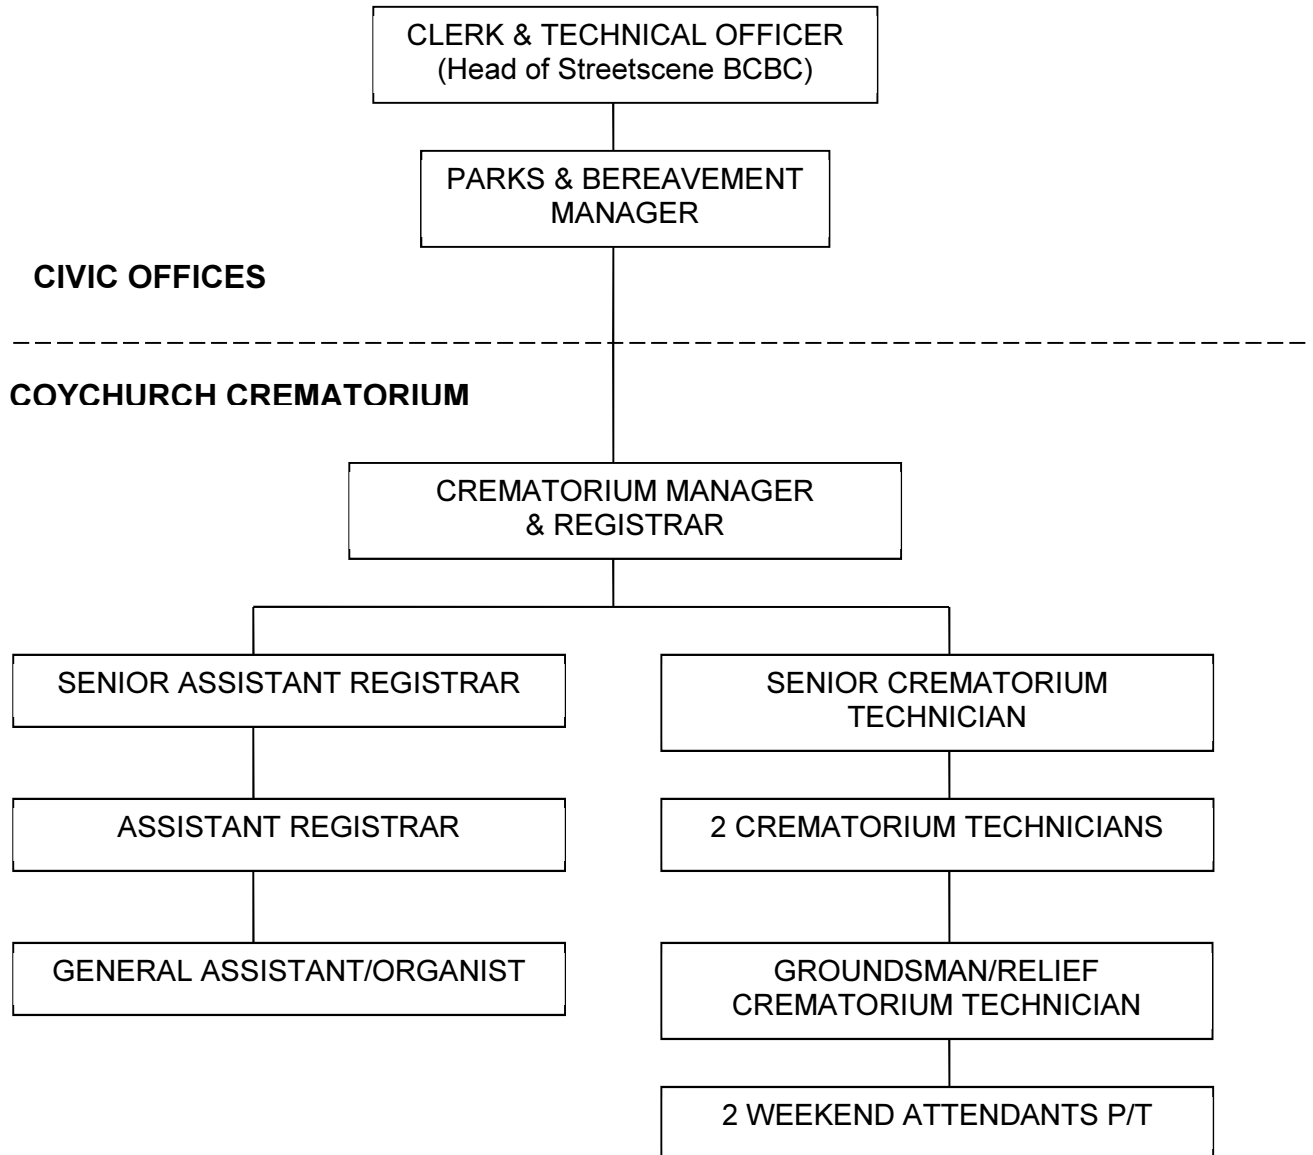 CLERK & TECHNICAL OFFICER
(Head of Streetscene BCBC)
PARKS & BEREAVEMENT
MANAGER
CIVIC OFFICES
COYCHURCH CREMATORIUM
CREMATORIUM MANAGER
& REGISTRAR
SENIOR ASSISTANT REGISTRAR
SENIOR CREMATORIUM
TECHNICIAN
ASSISTANT REGISTRAR
2 CREMATORIUM TECHNICIANS
GENERAL ASSISTANT/ORGANIST
GROUNDSMAN/RELIEF
CREMATORIUM TECHNICIAN
2 WEEKEND ATTENDANTS P/T